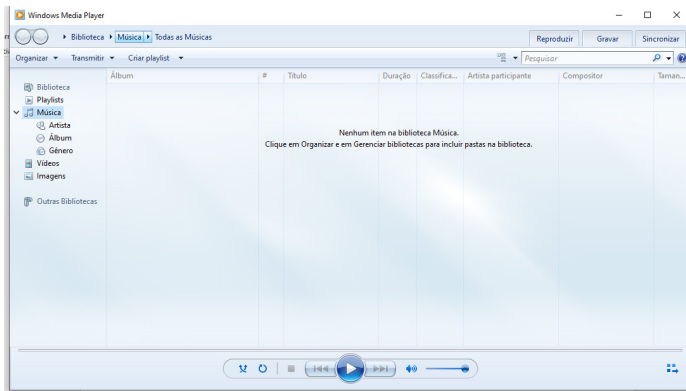 Windows Media Player
Biblioteca Música Todas as Músicas
Reproduzir Gravar Sincronizar
Organizar Transmitir Criar playlist Pesquisar
Álbum # Título Duração Classifica... Artista participante Compositor Taman...
Biblioteca
Playlists
Música
Artista
Álbum
Gênero
Vídeos
Imagens
Outras Bibliotecas
Nenhum item na biblioteca Música.
Clique em Organizar e em Gerenciar bibliotecas para incluir pastas na biblioteca.